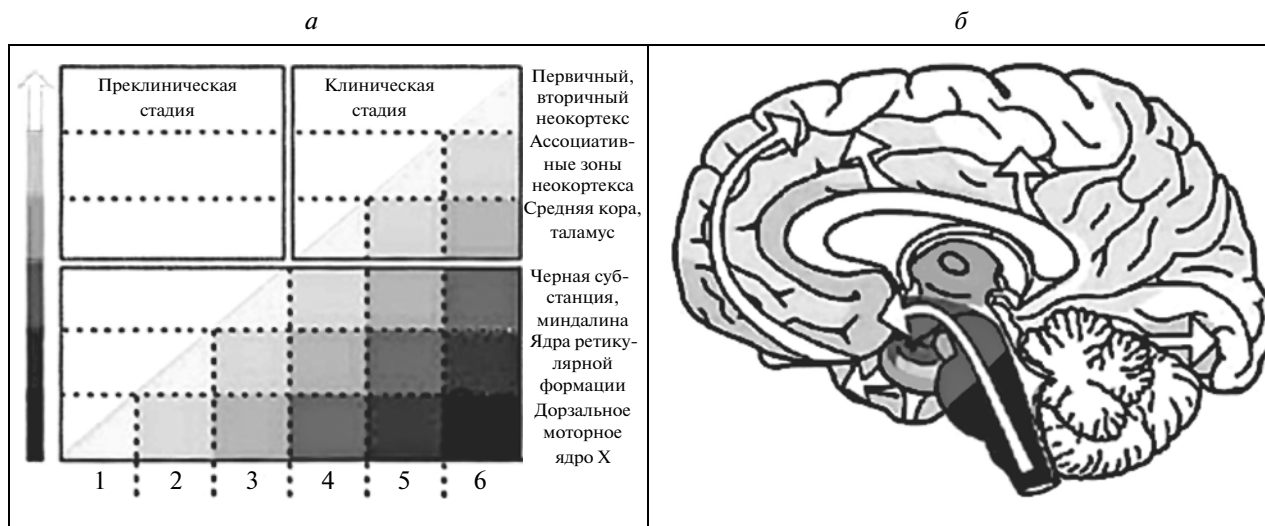 а
б
Преклиническая
стадия
Клиническая
стадия
Первичный,
вторичный
неокортекс
Ассоциатив-
ные зоны
неокортекса
Средняя кора,
таламус
Черная суб-
станция,
миндалина
Ядра ретику-
лярной
формации
Дорзальное
моторное
ядро X
1 2 3 4 5 6